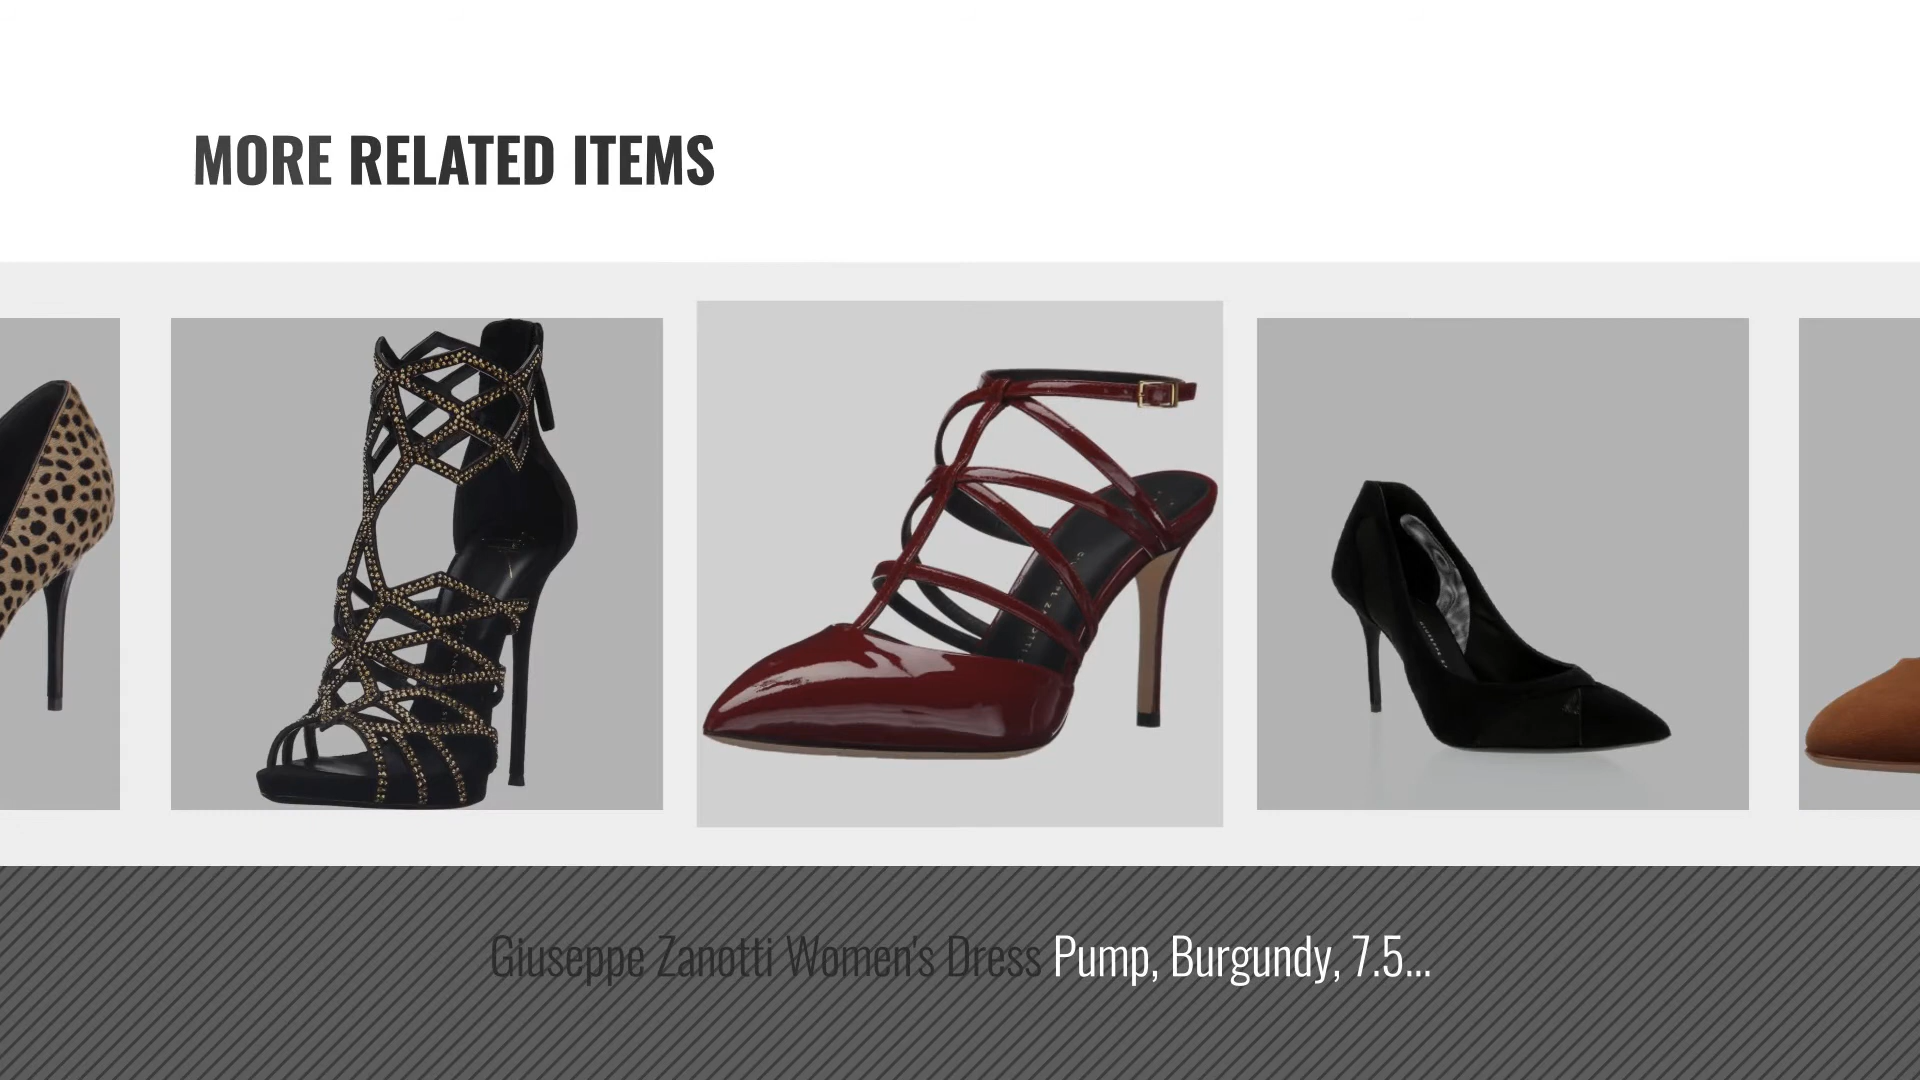 MORE RELATED ITEMS
Giuseppe Zanotti Women's Dress Pump, Burgundy, 7.5...